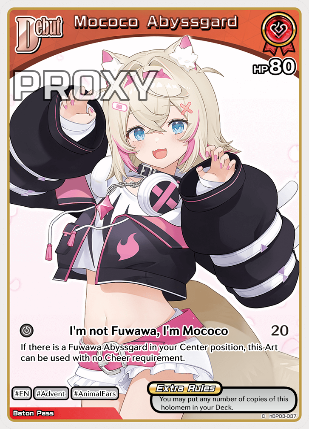 Debut
Mococo Abyssgard
HP80
PROXY
I'm not Fuwawa, I'm Mococo 20
If there is a Fuwawa Abyssgard in your Center position, this Art
can be used with no Cheer requirement.
#EN #Advent #AnimalEars
Extra Rules
You may put any number of copies of this
holomem in your Deck.
Baton Pass
C hBP03-037